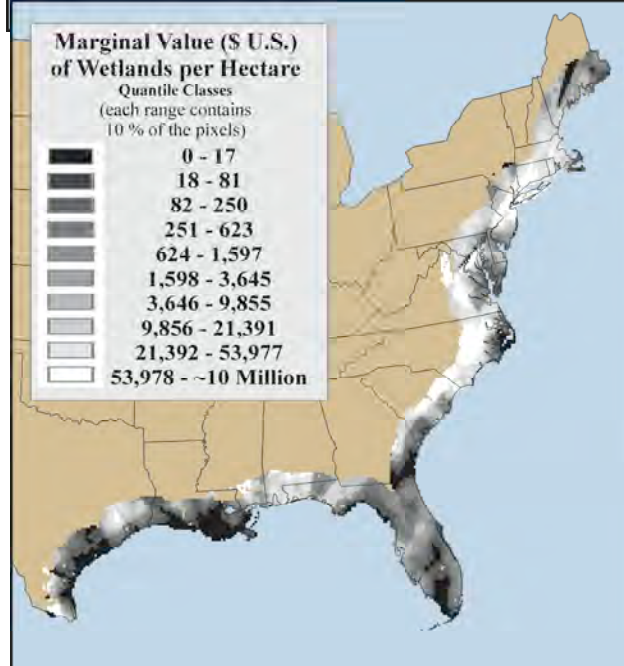 Marginal Value ($ U.S.)
of Wetlands per Hectare
Quantile Classes
(each range contains
10 % of the pixels)
0 - 17
18 - 81
82 - 250
251 - 623
624 - 1,597
1,598 - 3,645
3,646 - 9,855
9,856 - 21,391
21,392 - 53,977
53,978 - ~10 Million